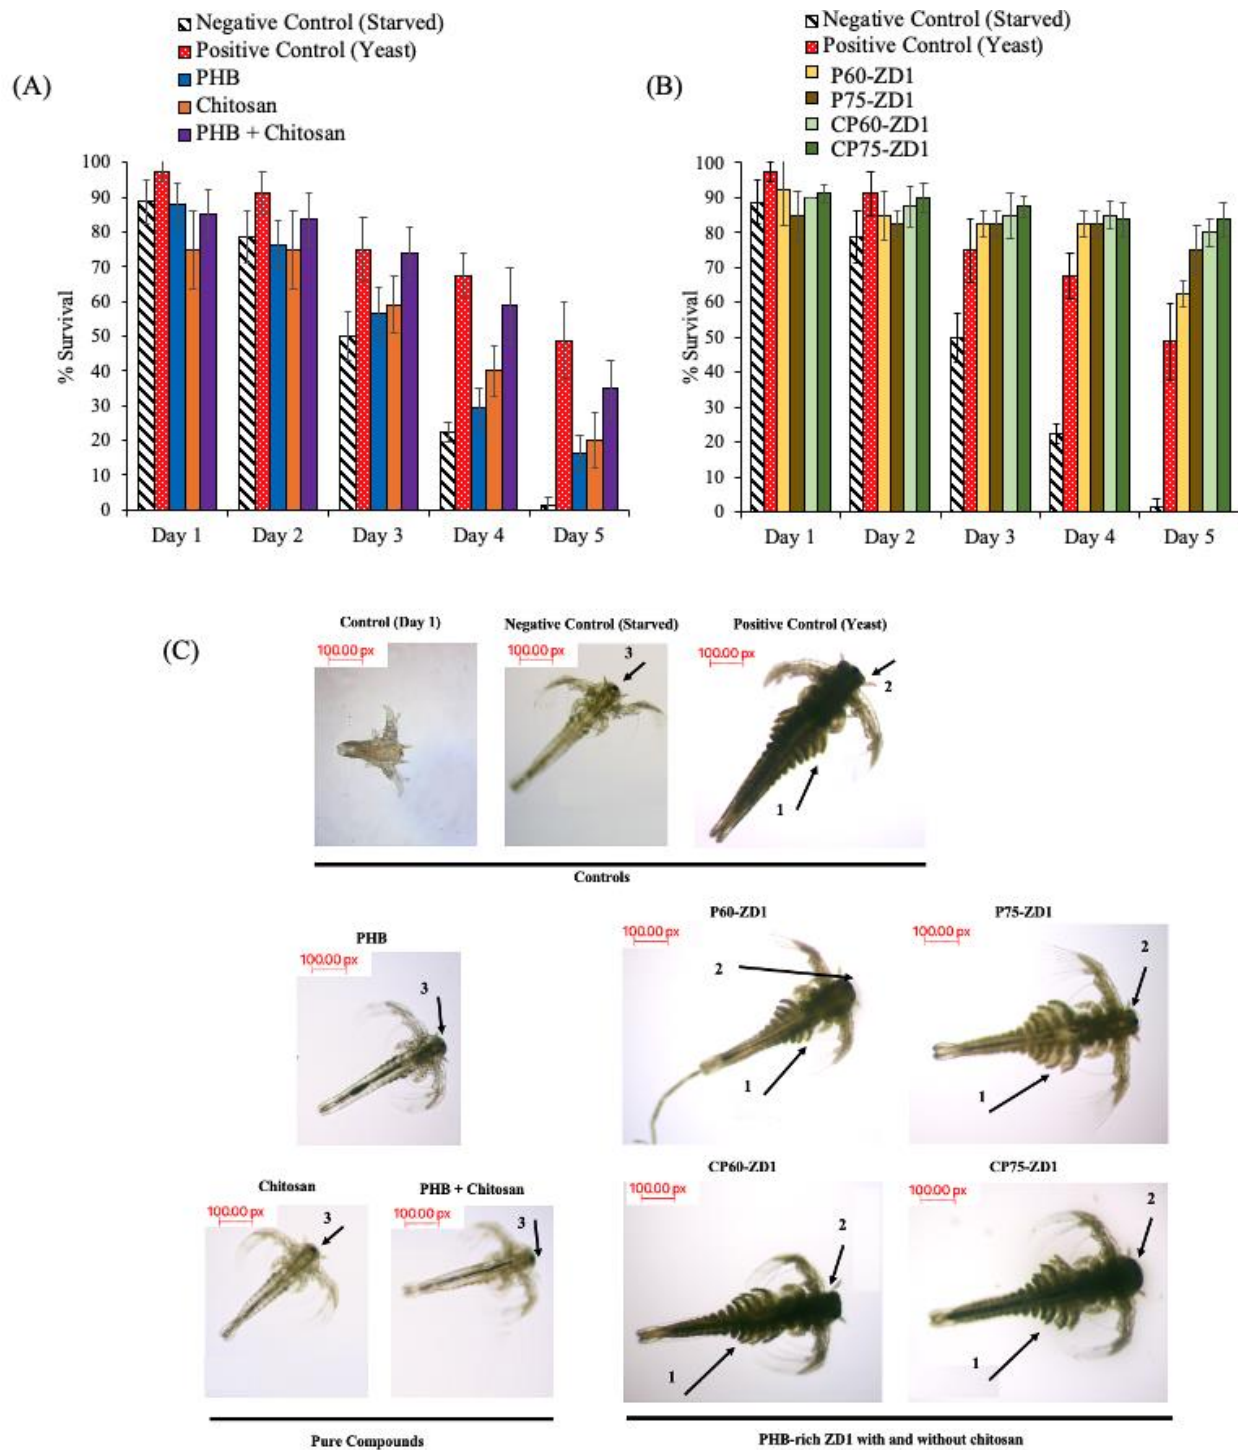 (A)
Negative Control (Starved)
Positive Control (Yeast)
PHB
Chitosan
PHB + Chitosan
100
90
80
70
60
50
40
30
20
10
0
% Survival
Day 1
Day 2
Day 3
Day 4
Day 5
(B)
Negative Control (Starved)
Positive Control (Yeast)
P60-ZD1
P75-ZD1
CP60-ZD1
CP75-ZD1
100
90
80
70
60
50
40
30
20
10
0
% Survival
Day 1
Day 2
Day 3
Day 4
Day 5
(C)
Control (Day 1)
100.00 px
Negative Control (Starved)
100.00 px
3
Positive Control (Yeast)
100.00 px
2
1
Controls
PHB
100.00 px
3
P60-ZD1
100.00 px
2
1
P75-ZD1
100.00 px
2
1
Chitosan
100.00 px
3
PHB + Chitosan
100.00 px
3
CP60-ZD1
100.00 px
2
1
CP75-ZD1
100.00 px
2
1
Pure Compounds
PHB-rich ZD1 with and without chitosan